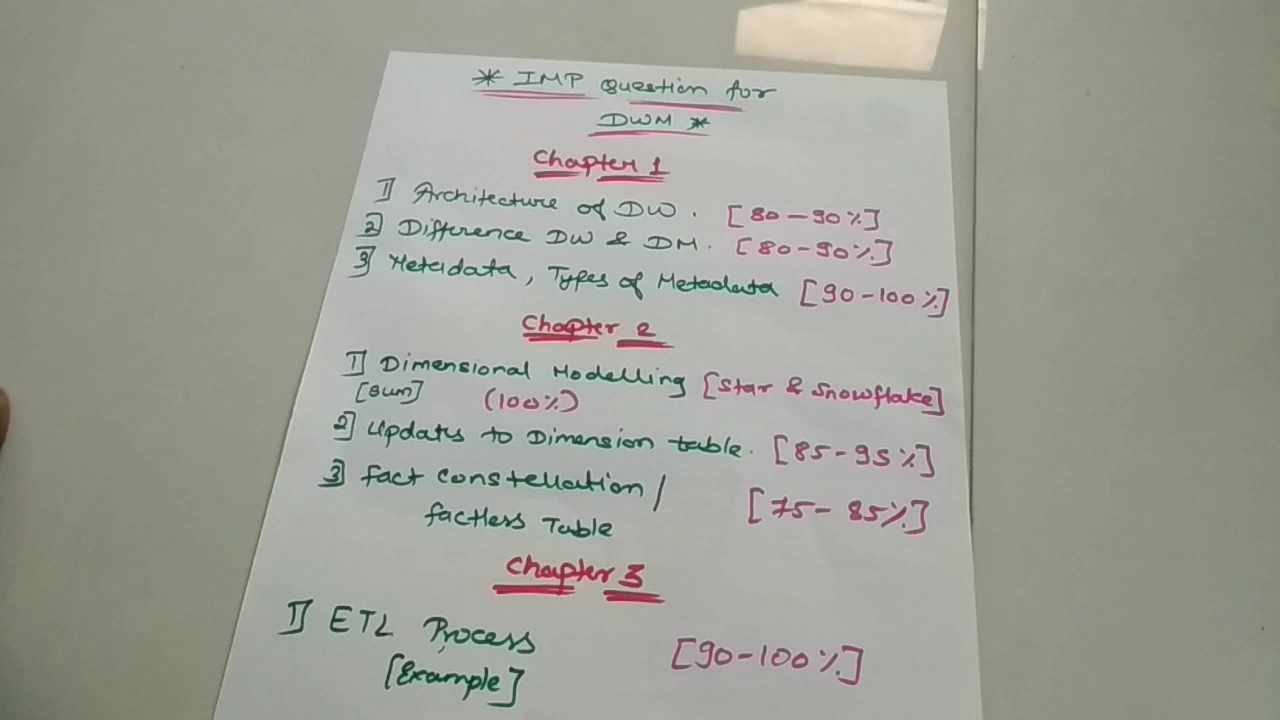 * IMP Question for
DWM *
Chapter 1
1] Architecture of DW. [80-90%]
2] Difference DW & DM. [80-90%]
3] Metadata, Types of Metadata [90-100%]
Chapter 2
1] Dimensional Modelling [Star & Snowflake]
[Sum] (100%)
2] Updates to Dimension table. [85-95%]
3] Fact constellation / [75-85%]
factless Table
Chapter 3
1] ETL Process [90-100%]
[Example]